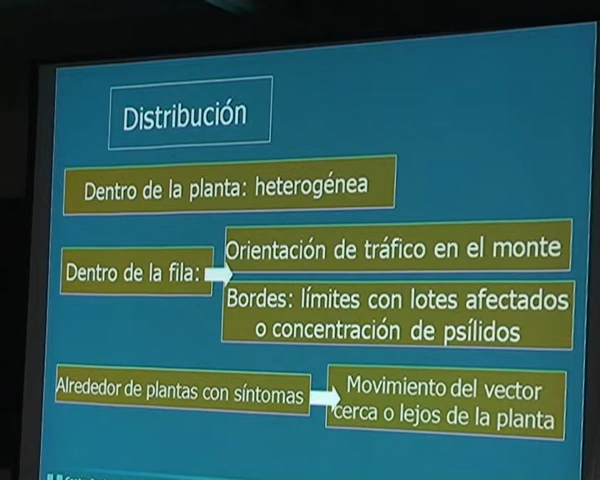 Distribución
Dentro de la planta: heterogénea
Dentro de la fila:
Orientación de tráfico en el monte
Bordes: límites con lotes afectados
o concentración de psílidos
Alrededor de plantas con síntomas
Movimiento del vector
cerca o lejos de la planta